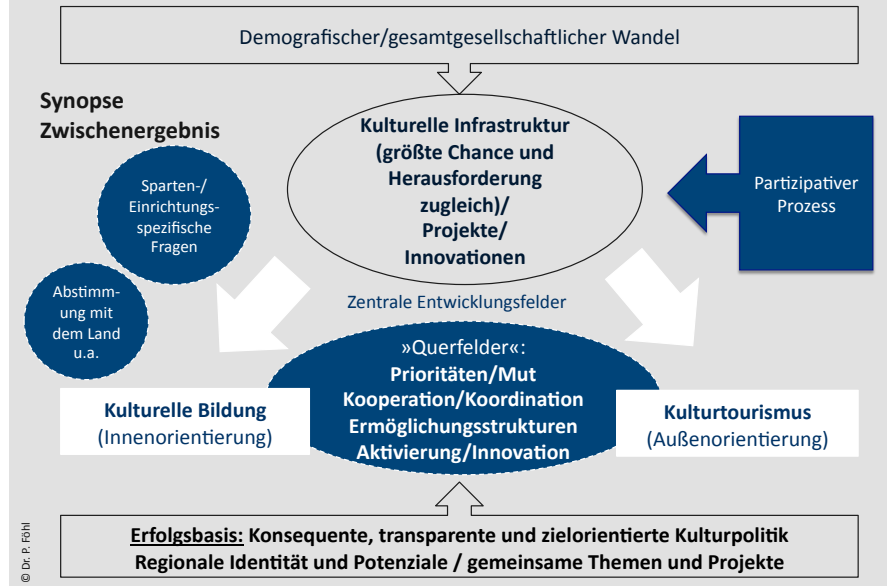 Demografischer/gesamtgesellschaftlicher Wandel
Synopse
Zwischenergebnis
Kulturelle Infrastruktur
(größte Chance und
Herausforderung
zugleich)/
Projekte/
Innovationen
Partizipativer
Prozess
Sparten-/
Einrichtungs-
spezifische
Fragen
Abstimm-
ung mit
dem Land
u.a.
Zentrale Entwicklungsfelder
»Querfelder«:
Prioritäten/Mut
Kooperation/Koordination
Ermöglichungsstrukturen
Aktivierung/Innovation
Kulturelle Bildung
(Innenorientierung)
Kulturtourismus
(Außenorientierung)
Erfolgsbasis: Konsequente, transparente und zielorientierte Kulturpolitik
Regionale Identität und Potenziale / gemeinsame Themen und Projekte
© Dr. P. Föhl